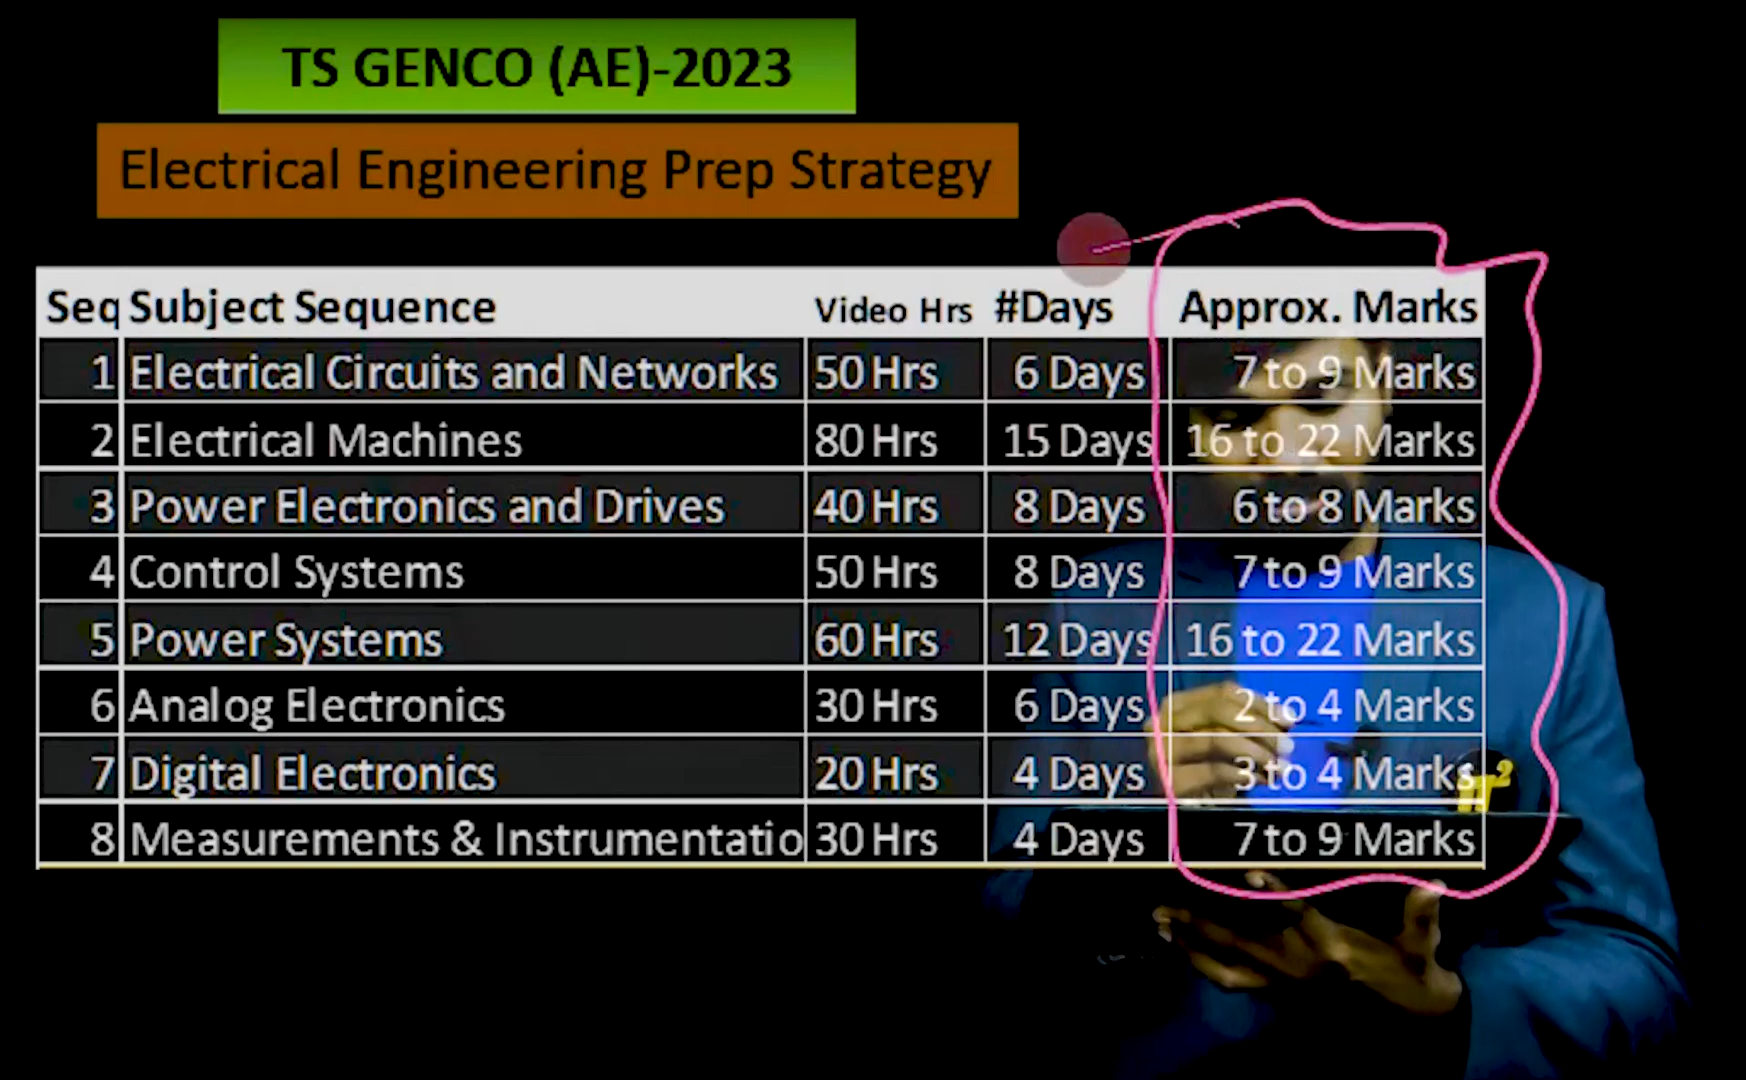 TS GENCO (AE)-2023
Electrical Engineering Prep Strategy
Seq Subject Sequence Video Hrs #Days Approx. Marks
1 Electrical Circuits and Networks 50 Hrs 6 Days 7 to 9 Marks
2 Electrical Machines 80 Hrs 15 Days 16 to 22 Marks
3 Power Electronics and Drives 40 Hrs 8 Days 6 to 8 Marks
4 Control Systems 50 Hrs 8 Days 7 to 9 Marks
5 Power Systems 60 Hrs 12 Days 16 to 22 Marks
6 Analog Electronics 30 Hrs 6 Days 2 to 4 Marks
7 Digital Electronics 20 Hrs 4 Days 3 to 4 Marks
8 Measurements & Instrumentatio 30 Hrs 4 Days 7 to 9 Marks